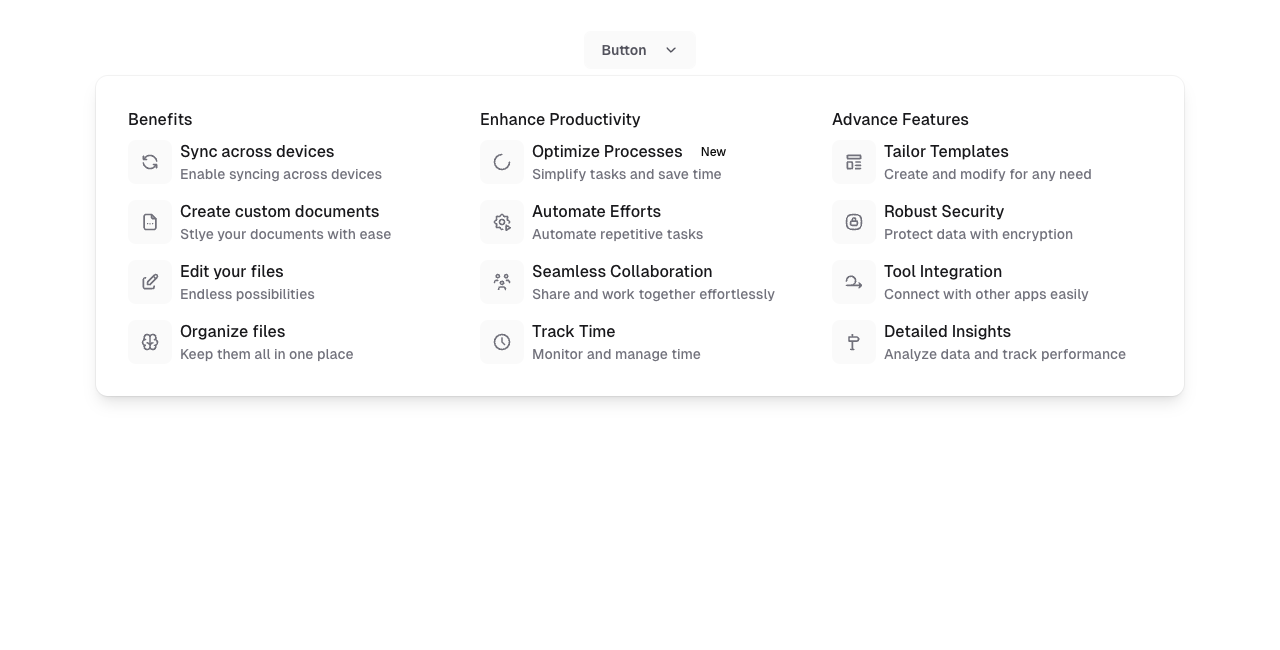 Button
Benefits
Sync across devices
Enable syncing across devices
Create custom documents
Stlye your documents with ease
Edit your files
Endless possibilities
Organize files
Keep them all in one place
Enhance Productivity
Optimize Processes New
Simplify tasks and save time
Automate Efforts
Automate repetitive tasks
Seamless Collaboration
Share and work together effortlessly
Track Time
Monitor and manage time
Advance Features
Tailor Templates
Create and modify for any need
Robust Security
Protect data with encryption
Tool Integration
Connect with other apps easily
Detailed Insights
Analyze data and track performance